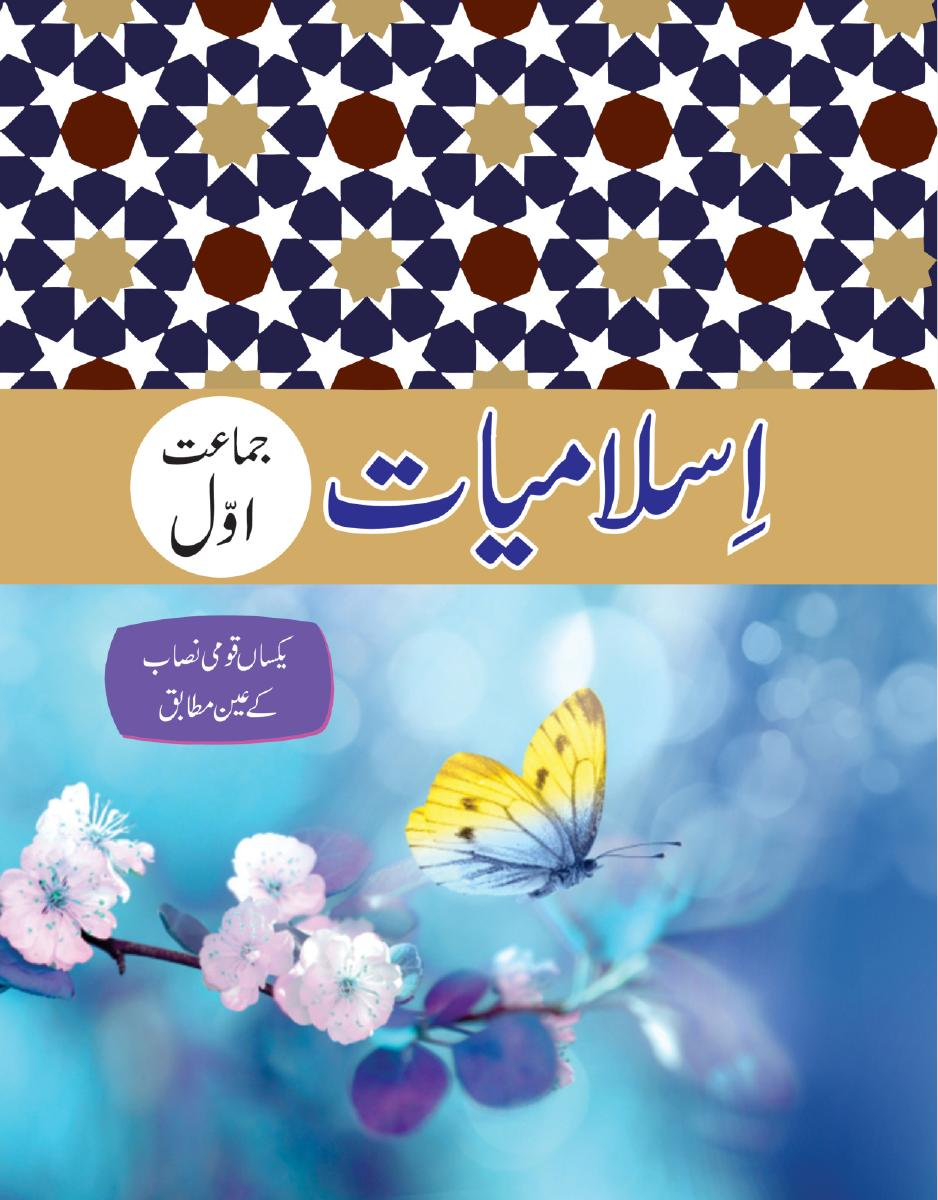 اِسلامیات
جماعت
اوّل
یکساں قومی نصاب
کے عین مطابق